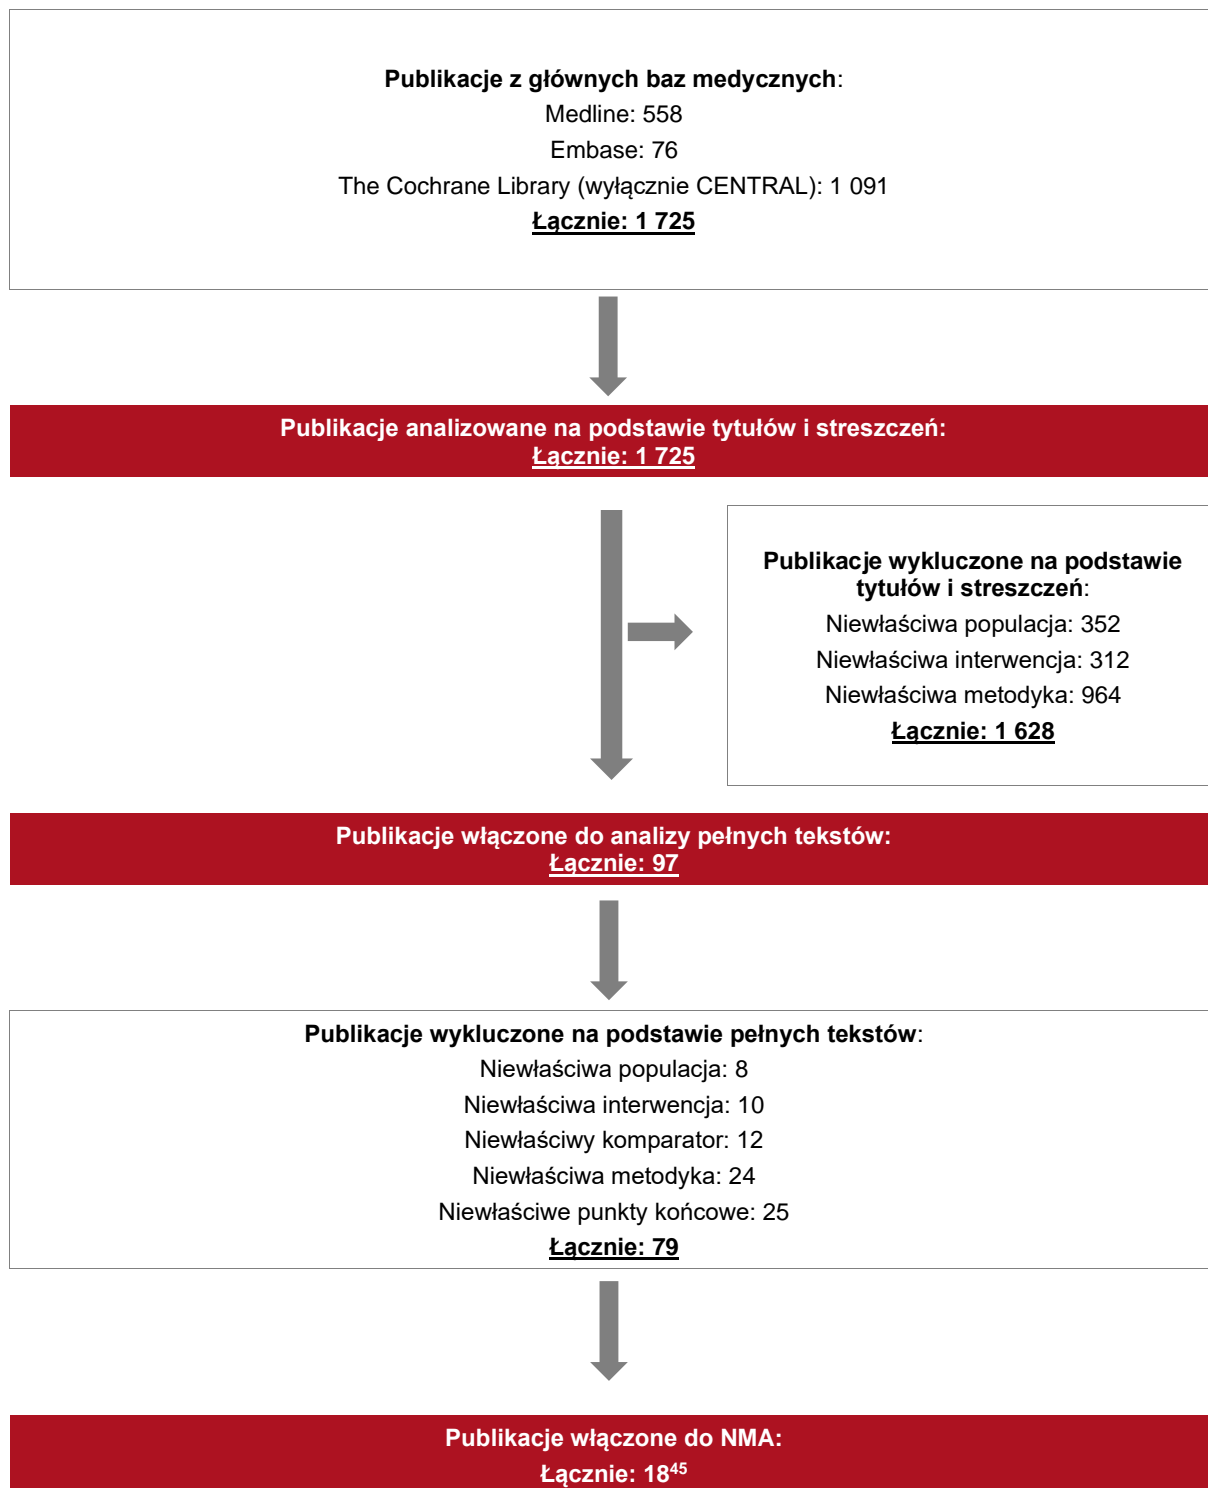 Publikacje z głównych baz medycznych:
Medline: 558
Embase: 76
The Cochrane Library (wyłącznie CENTRAL): 1 091
Łącznie: 1 725
Publikacje analizowane na podstawie tytułów i streszczeń:
Łącznie: 1 725
Publikacje wykluczone na podstawie
tytułów i streszczeń:
Niewłaściwa populacja: 352
Niewłaściwa interwencja: 312
Niewłaściwa metodyka: 964
Łącznie: 1 628
Publikacje włączone do analizy pełnych tekstów:
Łącznie: 97
Publikacje wykluczone na podstawie pełnych tekstów:
Niewłaściwa populacja: 8
Niewłaściwa interwencja: 10
Niewłaściwy komparator: 12
Niewłaściwa metodyka: 24
Niewłaściwe punkty końcowe: 25
Łącznie: 79
Publikacje włączone do NMA:
Łącznie: 18⁴⁵